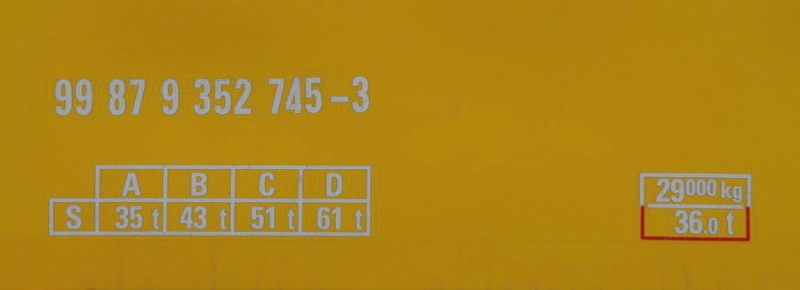 99 87 9 352 745-3
A B C D
S 35 t 43 t 51 t 61 t
29000 kg
36.0 t